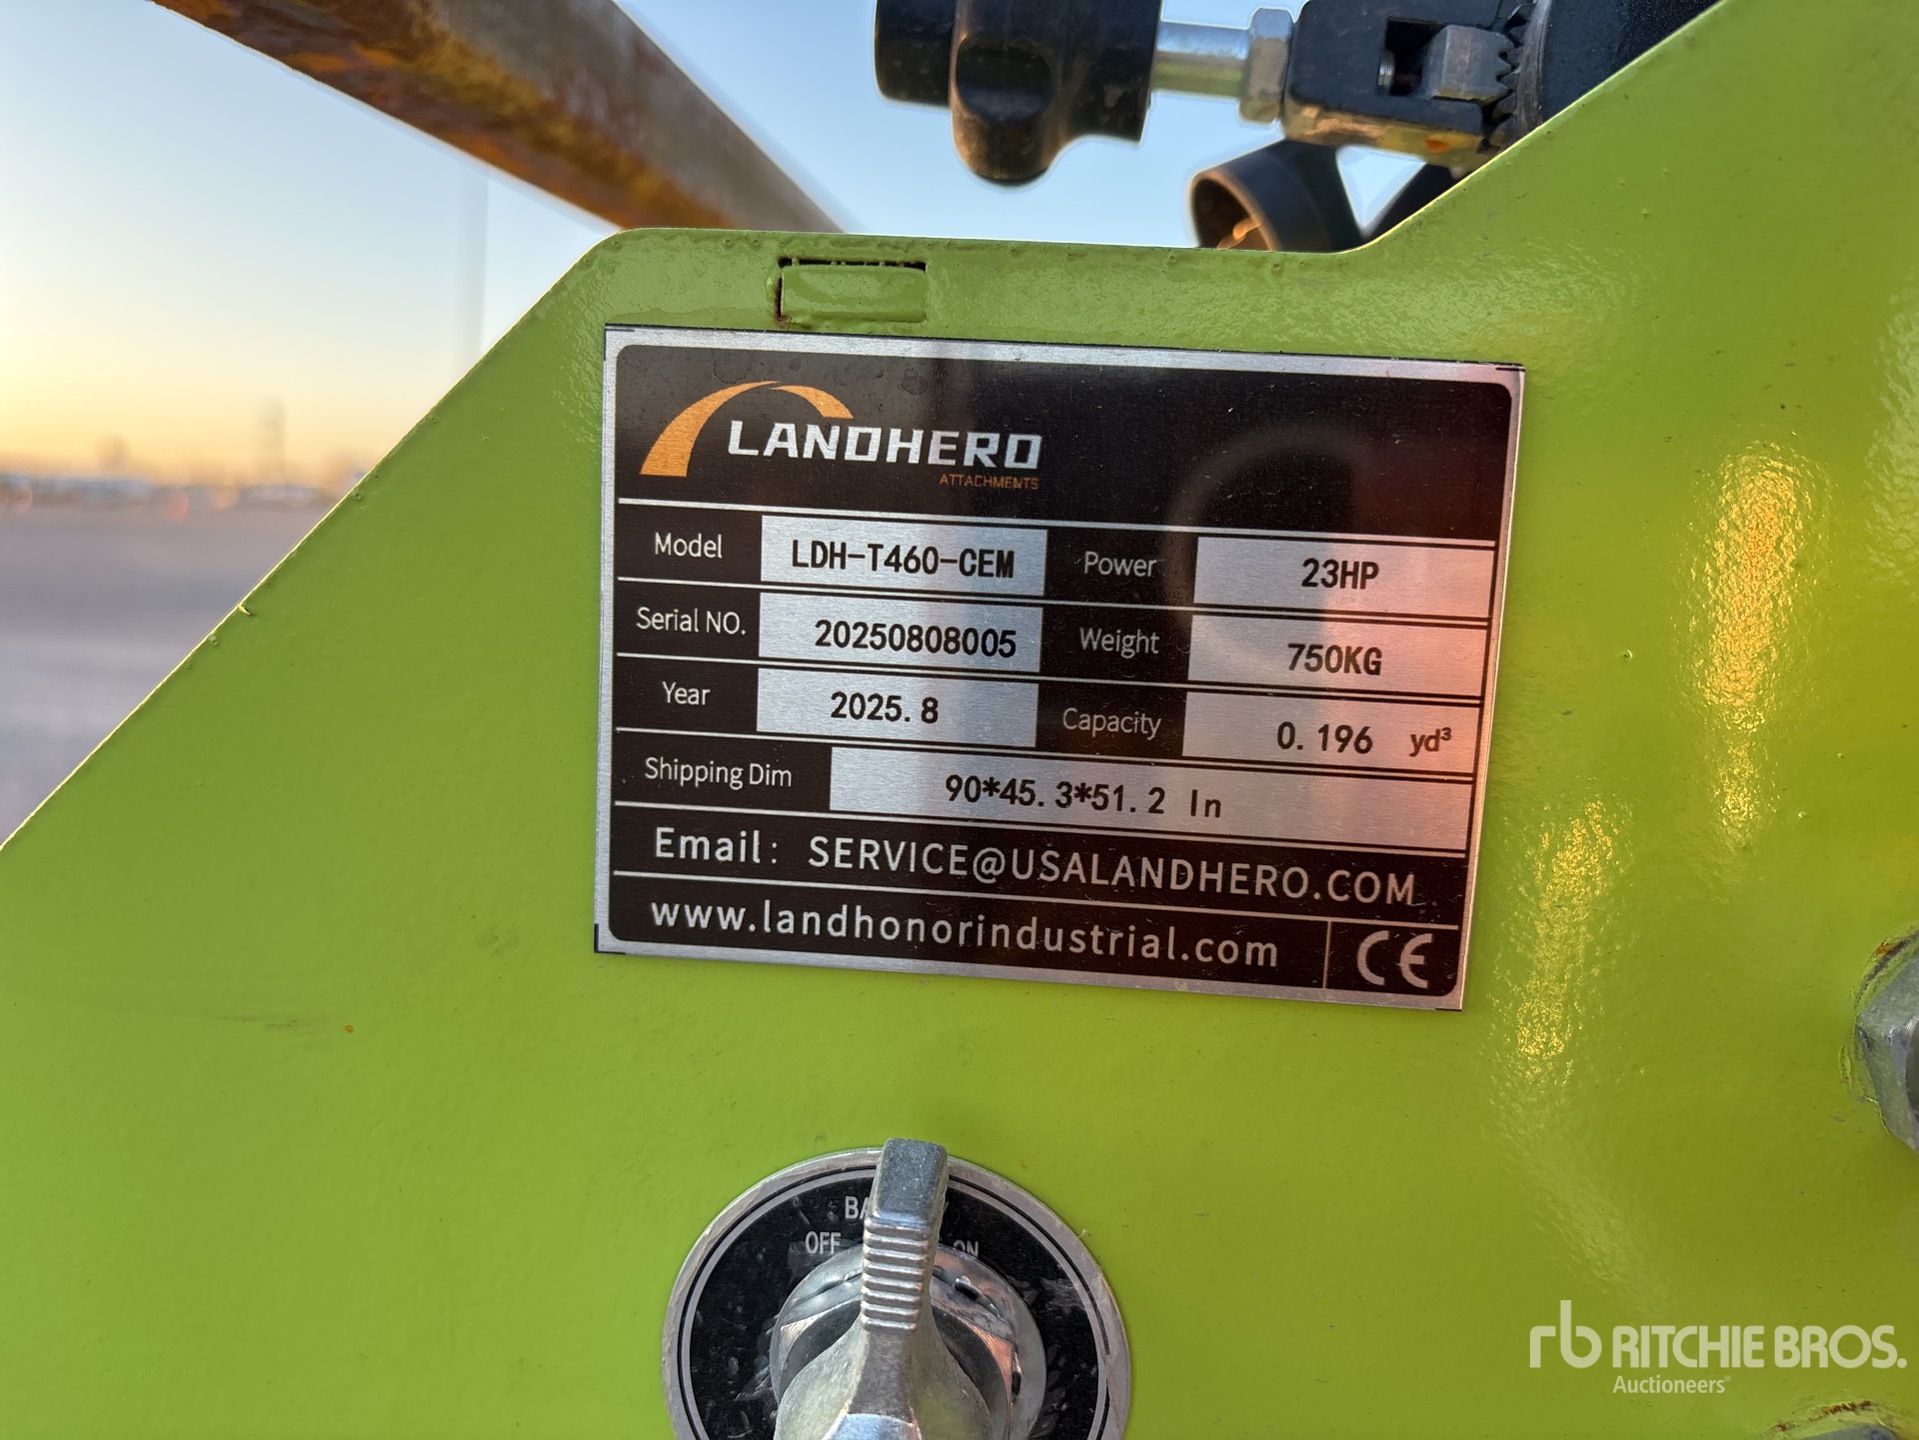 LANDHERO
ATTACHMENTS
Model LDH-T460-CEM Power 23HP
Serial NO. 20250808005 Weight 750KG
Year 2025.8 Capacity 0.196 yd³
Shipping Dim 90*45.3*51.2 In
Email: SERVICE@USALANDHERO.COM
www.landhonorindustrial.com CE
OFF ON
rb RITCHIE BROS.
Auctioneers®